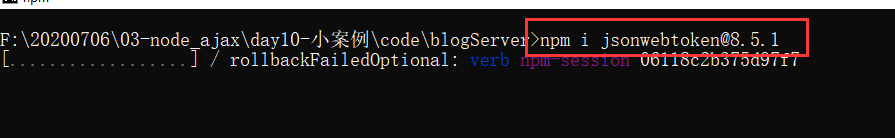 F:\20200706\03-node_ajax\day10-小案例\code\blogServer>npm i jsonwebtoken@8.5.1
[..................] / rollbackFailedOptional: verb npm-session 06118c2b375d97f7